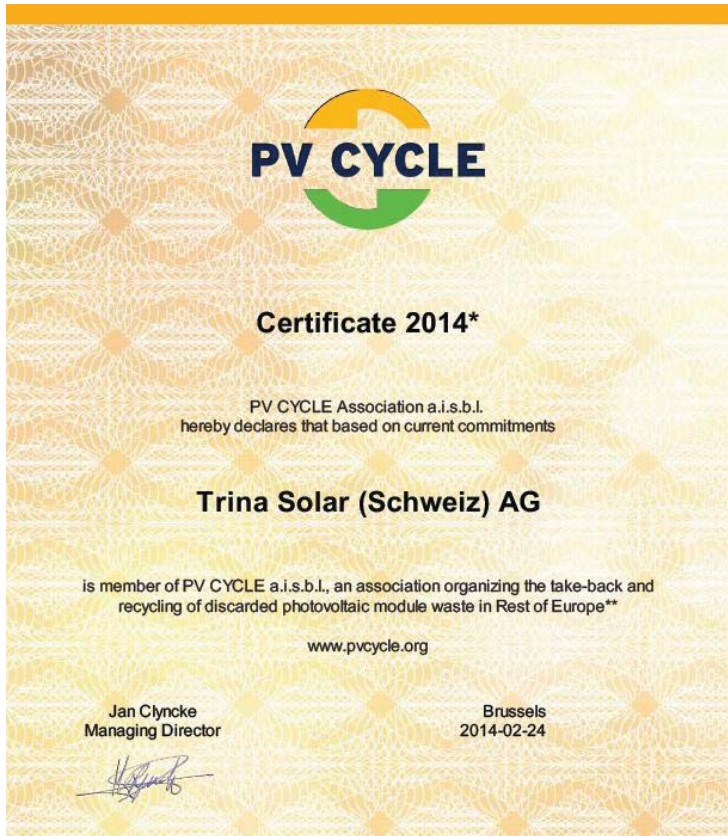 PV CYCLE
Certificate 2014*
PV CYCLE Association a.i.s.b.l.
hereby declares that based on current commitments
Trina Solar (Schweiz) AG
is member of PV CYCLE a.i.s.b.l., an association organizing the take-back and
recycling of discarded photovoltaic module waste in Rest of Europe**
www.pvcycle.org
Jan Clyncke
Managing Director
Brussels
2014-02-24